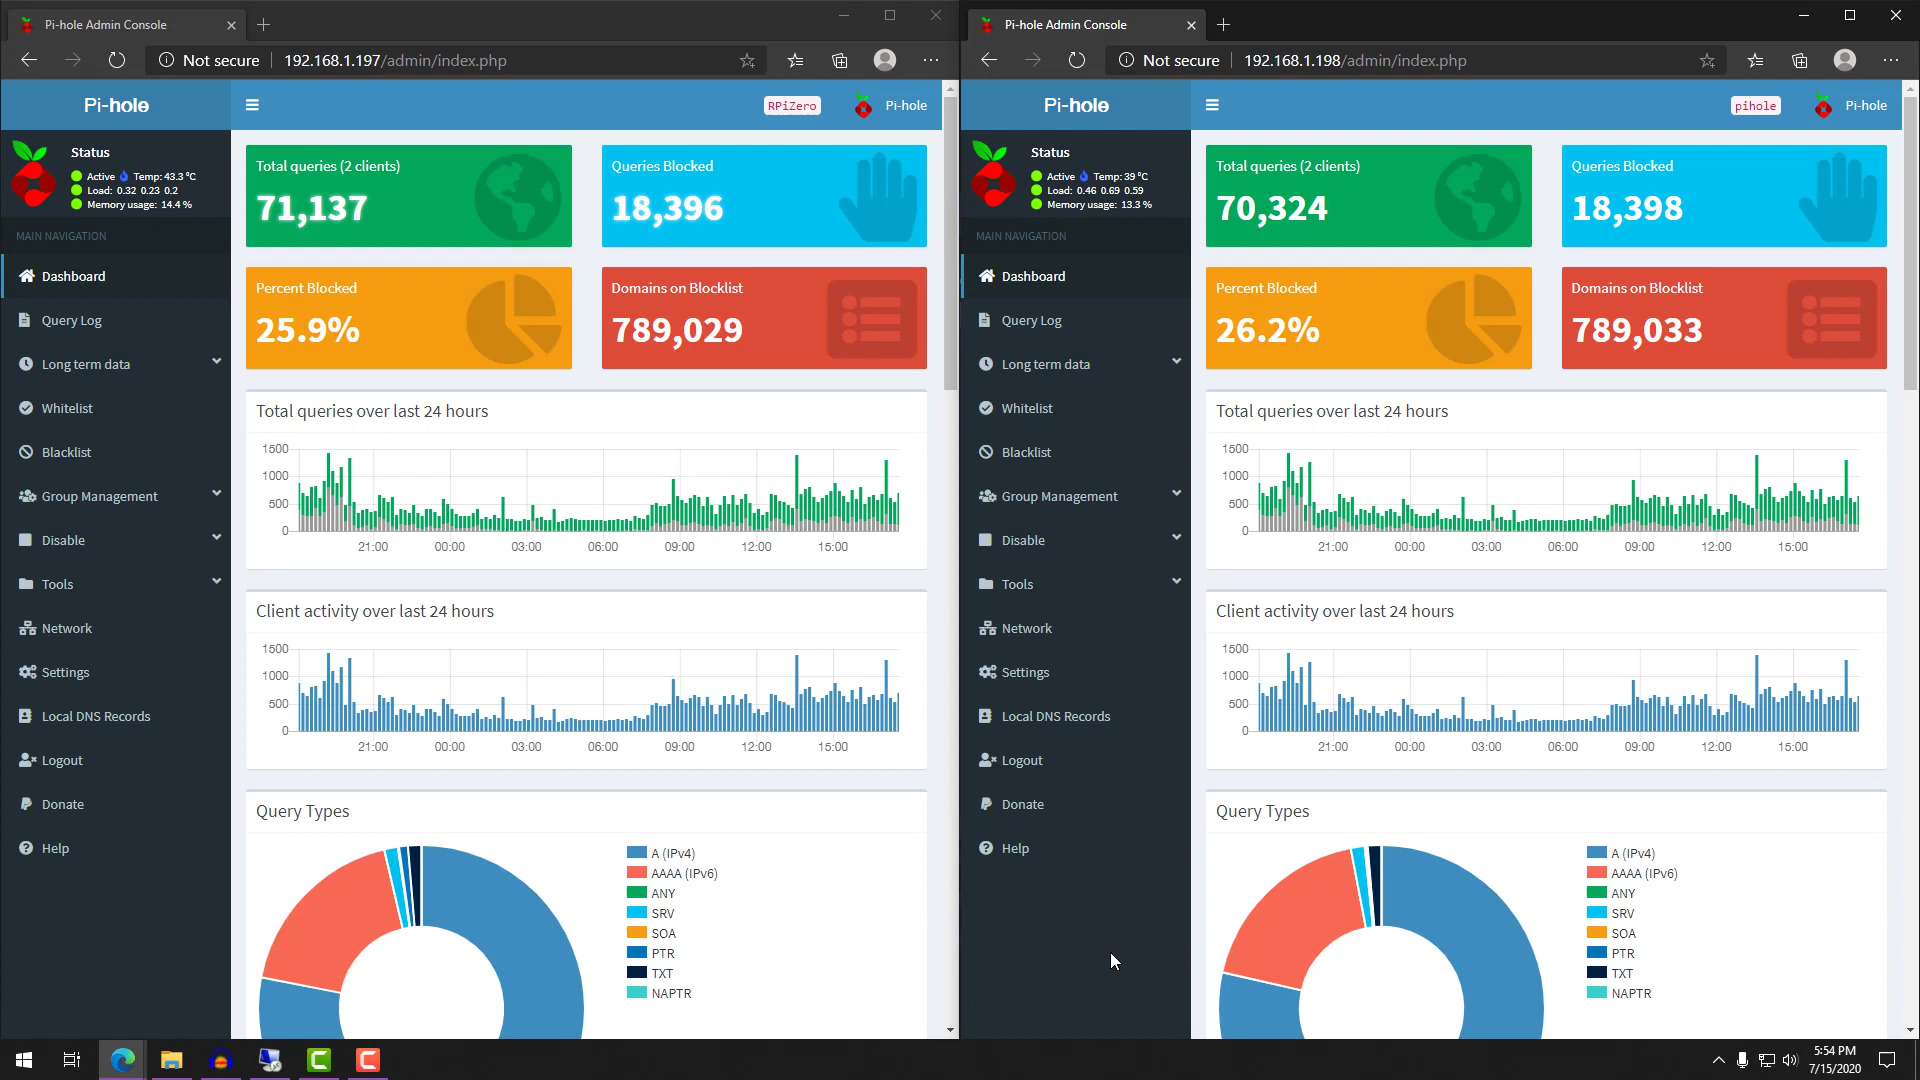 Pi-hole Admin Console
Not secure
192.168.1.197/admin/index.php
Pi-hole
RPiZero
Pi-hole
Status
Active Temp: 43.3 °C
Load: 0.32 0.23 0.2
Memory usage: 14.4 %
MAIN NAVIGATION
Dashboard
Query Log
Long term data
Whitelist
Blacklist
Group Management
Disable
Tools
Network
Settings
Local DNS Records
Logout
Donate
Help
Total queries (2 clients)
71,137
Queries Blocked
18,396
Percent Blocked
25.9%
Domains on Blocklist
789,029
Total queries over last 24 hours
1500
1000
500
0
21:00 00:00 03:00 06:00 09:00 12:00 15:00
Client activity over last 24 hours
1500
1000
500
0
21:00 00:00 03:00 06:00 09:00 12:00 15:00
Query Types
A (IPv4)
AAAA (IPv6)
ANY
SRV
SOA
PTR
TXT
NAPTR
Pi-hole Admin Console
Not secure
192.168.1.198/admin/index.php
Pi-hole
pihole
Pi-hole
Status
Active Temp: 39 °C
Load: 0.46 0.69 0.59
Memory usage: 13.3 %
MAIN NAVIGATION
Dashboard
Query Log
Long term data
Whitelist
Blacklist
Group Management
Disable
Tools
Network
Settings
Local DNS Records
Logout
Donate
Help
Total queries (2 clients)
70,324
Queries Blocked
18,398
Percent Blocked
26.2%
Domains on Blocklist
789,033
Total queries over last 24 hours
1500
1000
500
0
21:00 00:00 03:00 06:00 09:00 12:00 15:00
Client activity over last 24 hours
1500
1000
500
0
21:00 00:00 03:00 06:00 09:00 12:00 15:00
Query Types
A (IPv4)
AAAA (IPv6)
ANY
SRV
SOA
PTR
TXT
NAPTR
5:54 PM
7/15/2020